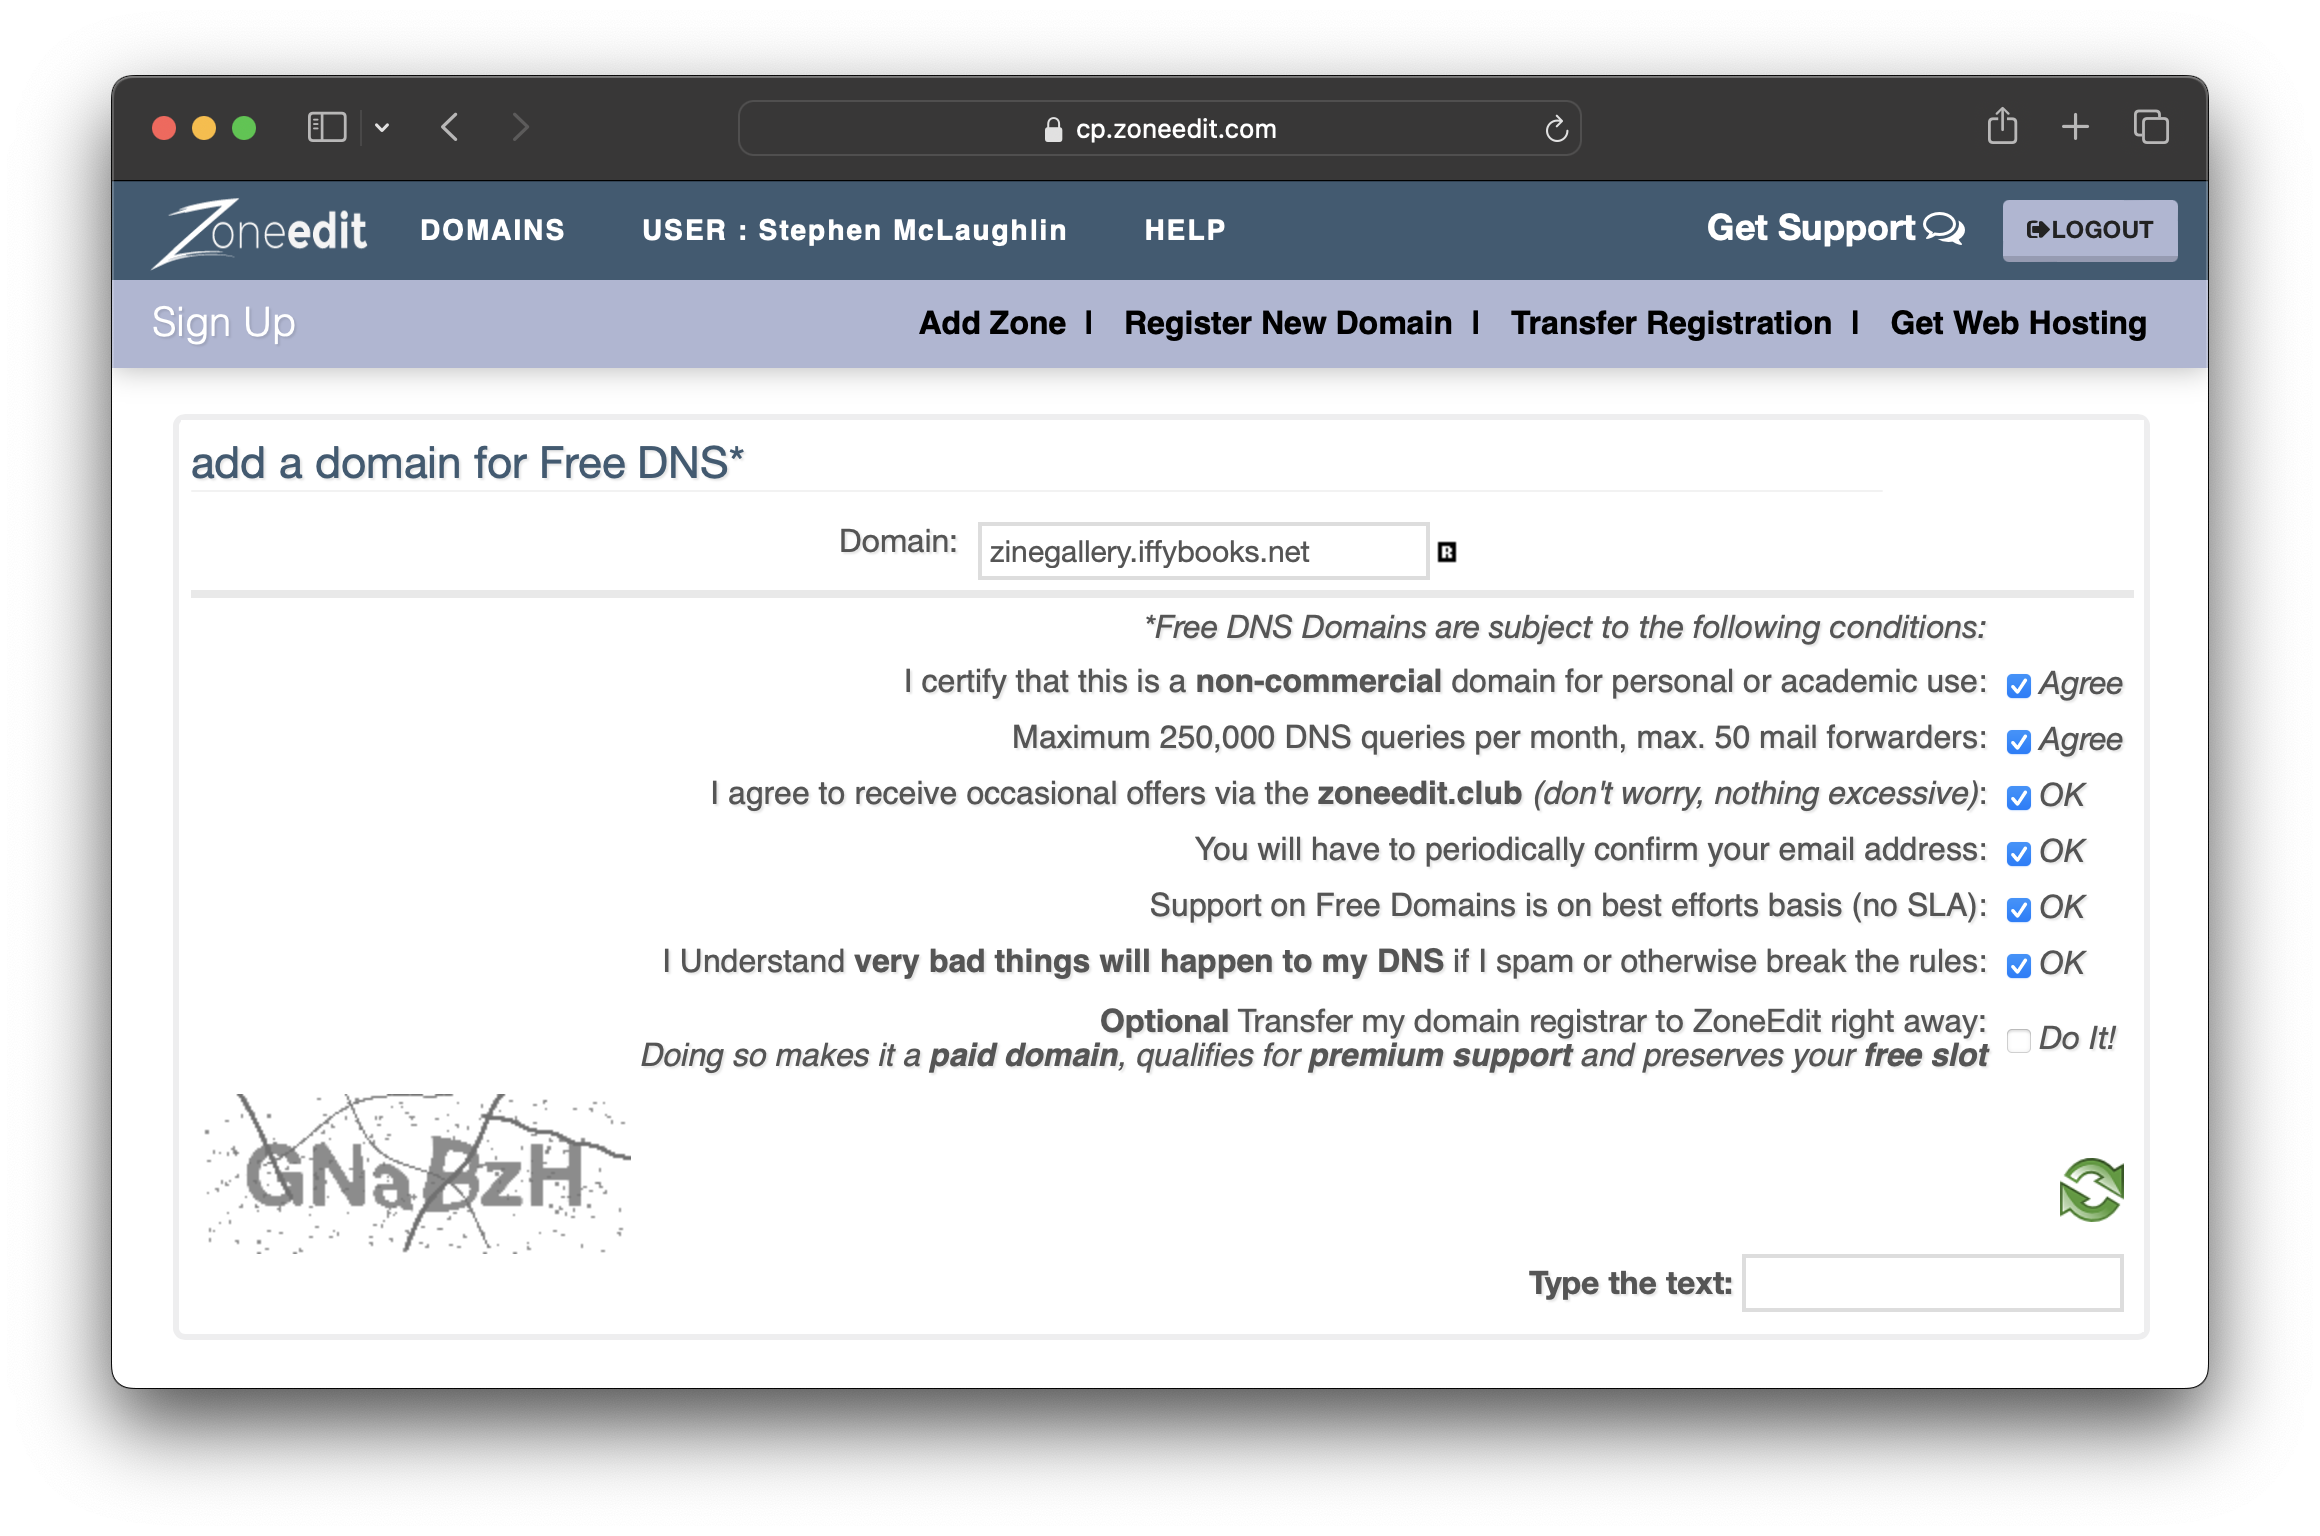 cp.zoneedit.com
Zoneedit DOMAINS USER : Stephen McLaughlin HELP Get Support LOGOUT
Sign Up Add Zone | Register New Domain | Transfer Registration | Get Web Hosting
add a domain for Free DNS*
Domain: zinegallery.iffybooks.net R
*Free DNS Domains are subject to the following conditions:
I certify that this is a non-commercial domain for personal or academic use: Agree
Maximum 250,000 DNS queries per month, max. 50 mail forwarders: Agree
I agree to receive occasional offers via the zoneedit.club (don't worry, nothing excessive): OK
You will have to periodically confirm your email address: OK
Support on Free Domains is on best efforts basis (no SLA): OK
I Understand very bad things will happen to my DNS if I spam or otherwise break the rules: OK
Optional Transfer my domain registrar to ZoneEdit right away:
Doing so makes it a paid domain, qualifies for premium support and preserves your free slot Do It!
GNaBzH
Type the text: